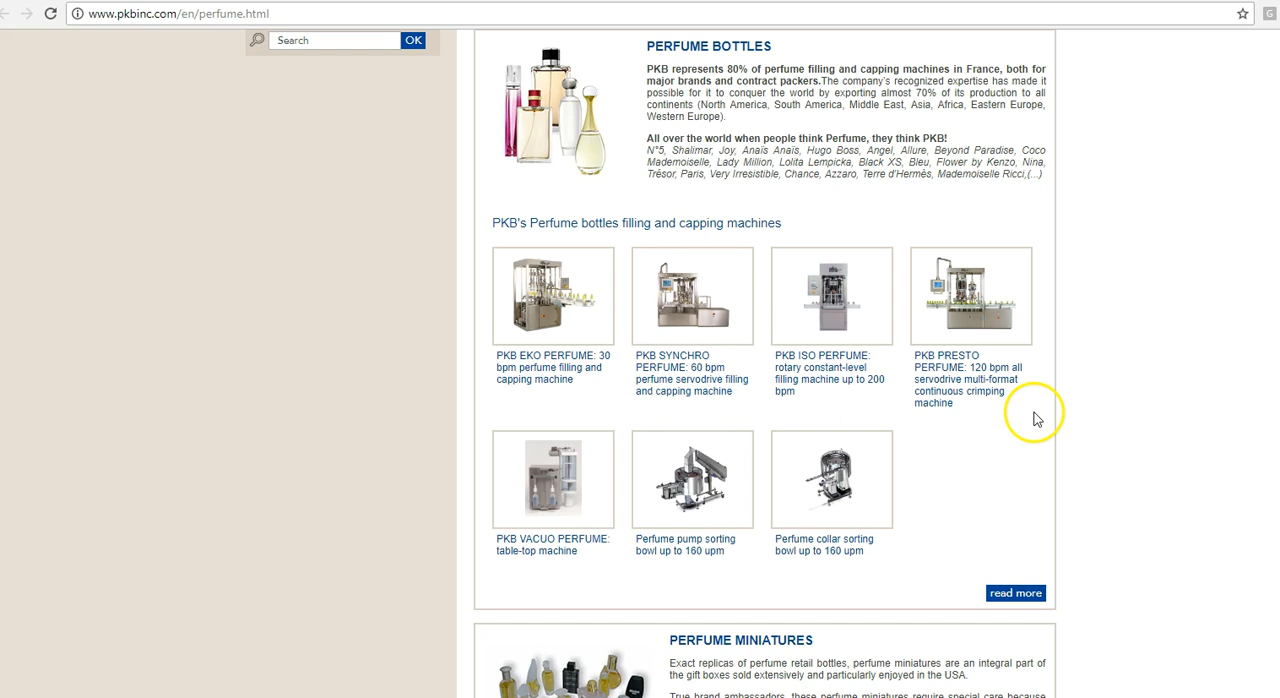 www.pkbinc.com/en/perfume.html
G
Search
OK
PERFUME BOTTLES
PKB represents 80% of perfume filling and capping machines in France, both for
major brands and contract packers.The company's recognized expertise has made it
possible for it to conquer the world by exporting almost 70% of its production to all
continents (North America, South America, Middle East, Asia, Africa, Eastern Europe,
Western Europe).
All over the world when people think Perfume, they think PKB!
N°5, Shalimar, Joy, Anaïs Anaïs, Hugo Boss, Angel, Allure, Beyond Paradise, Coco
Mademoiselle, Lady Million, Lolita Lempicka, Black XS, Bleu, Flower by Kenzo, Nina,
Trésor, Paris, Very Irresistible, Chance, Azzaro, Terre d'Hermès, Mademoiselle Ricci,(...)
PKB's Perfume bottles filling and capping machines
PKB EKO PERFUME: 30
bpm perfume filling and
capping machine
PKB SYNCHRO
PERFUME: 60 bpm
perfume servodrive filling
and capping machine
PKB ISO PERFUME:
rotary constant-level
filling machine up to 200
bpm
PKB PRESTO
PERFUME: 120 bpm all
servodrive multi-format
continuous crimping
machine
PKB VACUO PERFUME:
table-top machine
Perfume pump sorting
bowl up to 160 upm
Perfume collar sorting
bowl up to 160 upm
read more
PERFUME MINIATURES
Exact replicas of perfume retail bottles, perfume miniatures are an integral part of
the gift boxes sold extensively and particularly enjoyed in the USA.
True brand ambassadors, these perfume miniatures require special care because